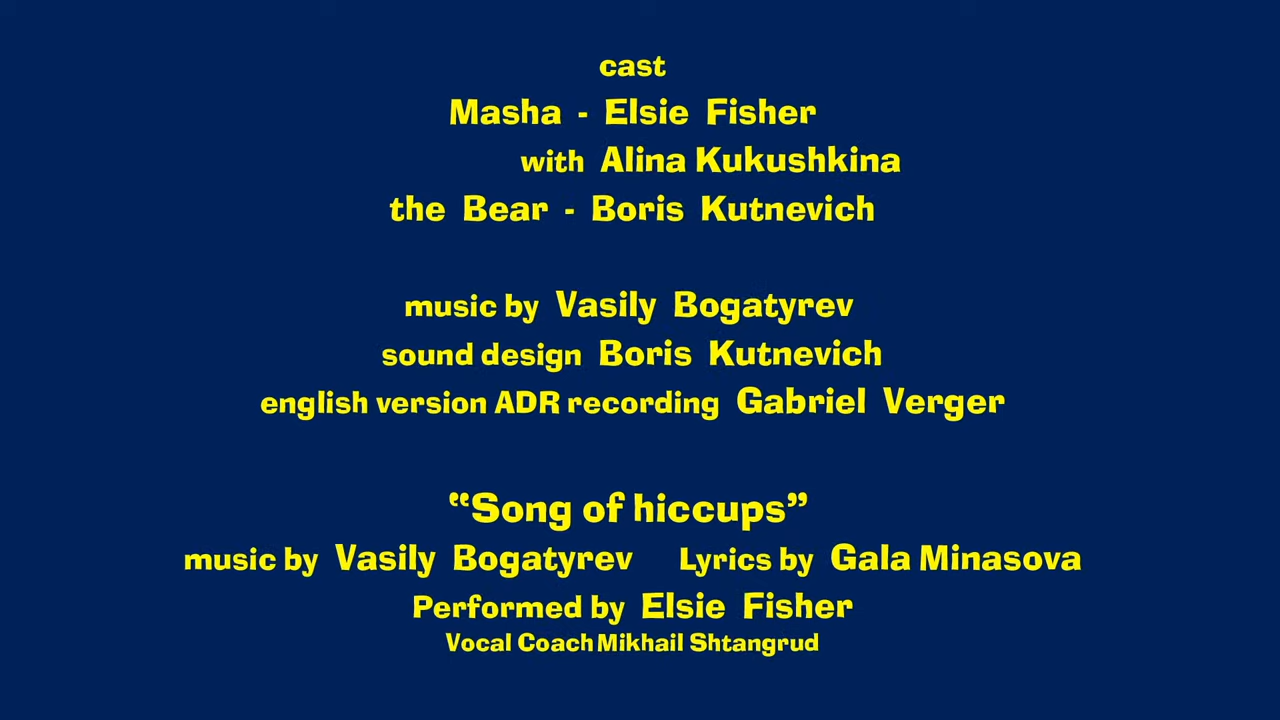 cast
Masha - Elsie Fisher
with Alina Kukushkina
the Bear - Boris Kutnevich
music by Vasily Bogatyrev
sound design Boris Kutnevich
english version ADR recording Gabriel Verger
“Song of hiccups”
music by Vasily Bogatyrev Lyrics by Gala Minasova
Performed by Elsie Fisher
Vocal Coach Mikhail Shtangrud